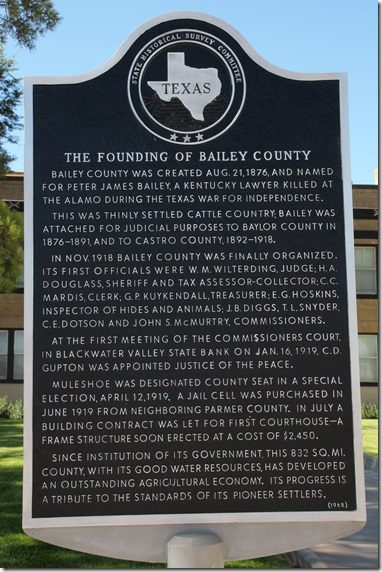 STATE HISTORICAL SURVEY COMMITTEE
TEXAS
THE FOUNDING OF BAILEY COUNTY
BAILEY COUNTY WAS CREATED AUG. 21, 1876, AND NAMED
FOR PETER JAMES BAILEY, A KENTUCKY LAWYER KILLED AT
THE ALAMO DURING THE TEXAS WAR FOR INDEPENDENCE.
THIS WAS THINLY SETTLED CATTLE COUNTRY; BAILEY WAS
ATTACHED FOR JUDICIAL PURPOSES TO BAYLOR COUNTY IN
1876-1891, AND TO CASTRO COUNTY, 1892-1918.
IN NOV. 1918 BAILEY COUNTY WAS FINALLY ORGANIZED.
ITS FIRST OFFICIALS WERE W. M. WILTERDING, JUDGE; H. A.
DOUGLASS, SHERIFF AND TAX ASSESSOR-COLLECTOR; C. C.
MARDIS, CLERK; G. P. KUYKENDALL, TREASURER; E. G. HOSKINS,
INSPECTOR OF HIDES AND ANIMALS; J. B. DIGGS, T. L. SNYDER,
C. E. DOTSON AND JOHN S. McMURTRY, COMMISSIONERS.
AT THE FIRST MEETING OF THE COMMISSIONERS COURT,
IN BLACKWATER VALLEY STATE BANK ON JAN. 16, 1919, C. D.
GUPTON WAS APPOINTED JUSTICE OF THE PEACE.
MULESHOE WAS DESIGNATED COUNTY SEAT IN A SPECIAL
ELECTION, APRIL 12, 1919. A JAIL CELL WAS PURCHASED IN
JUNE 1919 FROM NEIGHBORING PARMER COUNTY. IN JULY A
BUILDING CONTRACT WAS LET FOR FIRST COURTHOUSE—A
FRAME STRUCTURE SOON ERECTED AT A COST OF $2,450.
SINCE INSTITUTION OF ITS GOVERNMENT, THIS 832 SQ. MI.
COUNTY, WITH ITS GOOD WATER RESOURCES, HAS DEVELOPED
AN OUTSTANDING AGRICULTURAL ECONOMY. ITS PROGRESS IS
A TRIBUTE TO THE STANDARDS OF ITS PIONEER SETTLERS.
(1968)